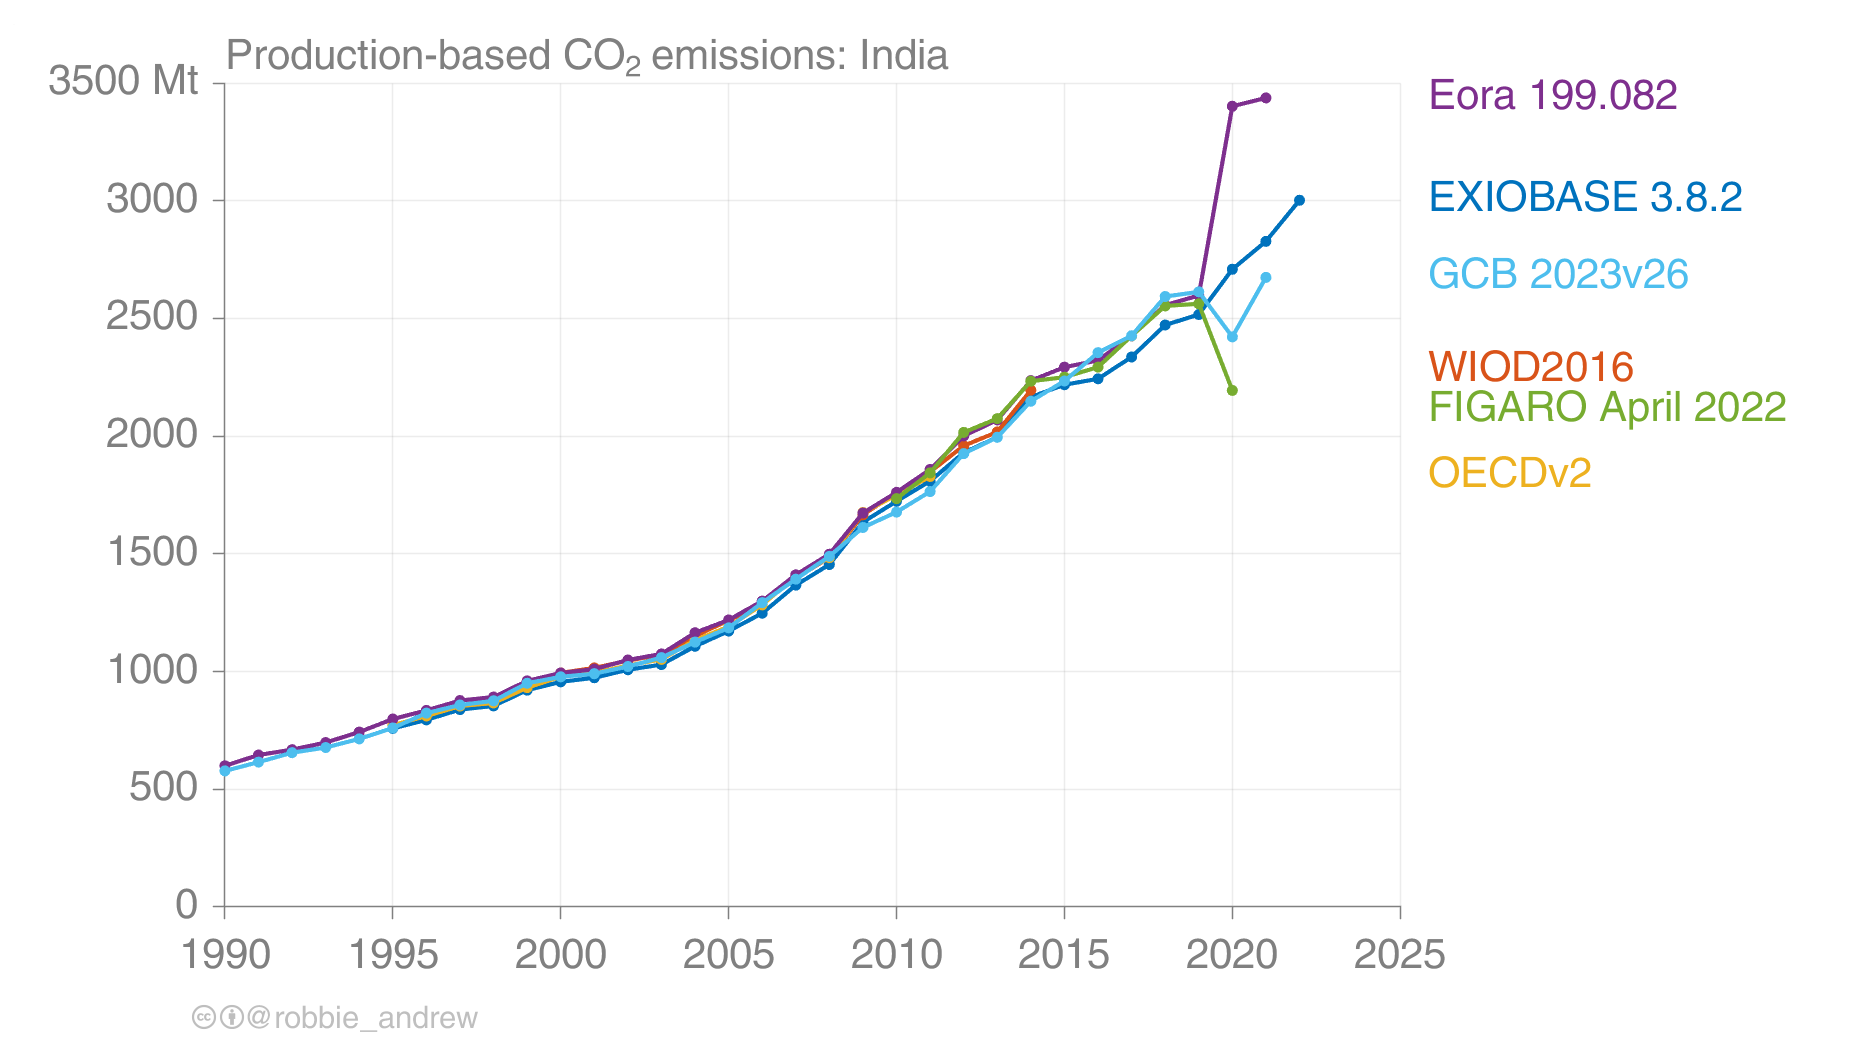 Production-based CO₂ emissions: India
3500 Mt
3000
2500
2000
1500
1000
500
0
1990 1995 2000 2005 2010 2015 2020 2025
Eora 199.082
EXIOBASE 3.8.2
GCB 2023v26
WIOD2016
FIGARO April 2022
OECDv2
cc @robbie_andrew